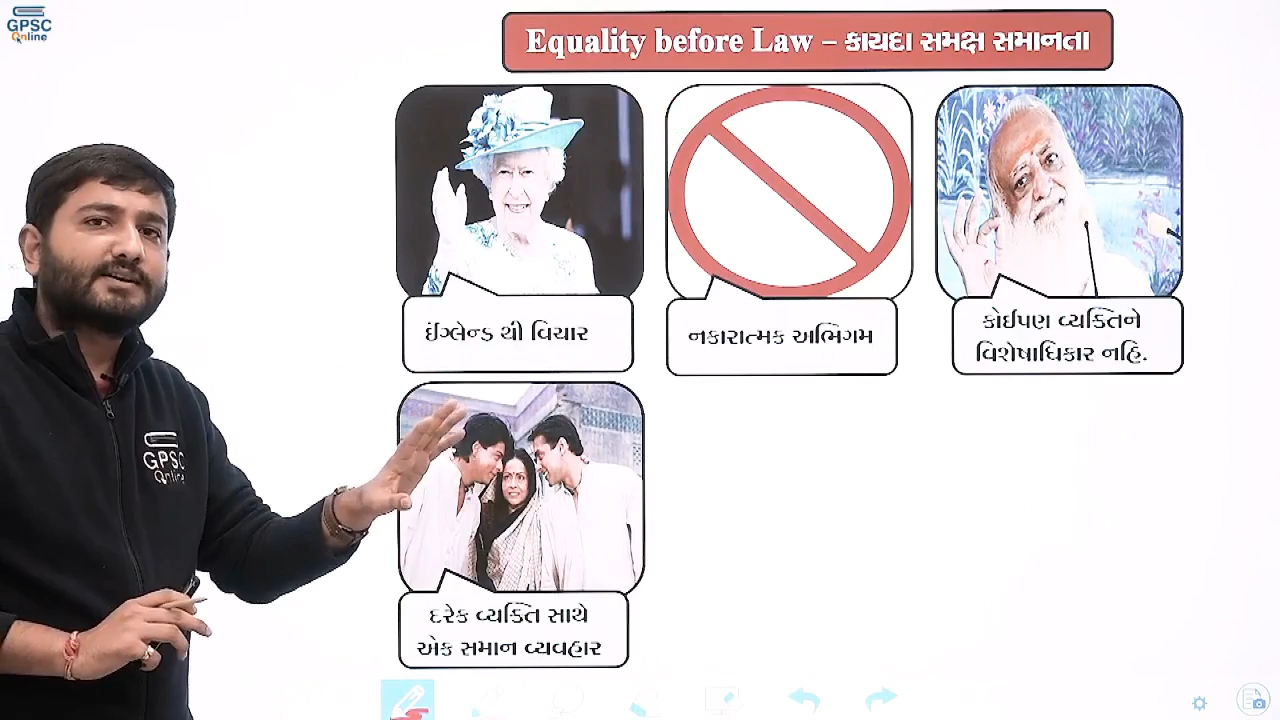 GPSC
Online
Equality before Law – કાયદા સમક્ષ સમાનતા
ઈંગ્લેન્ડ થી વિચાર
નકારાત્મક અભિગમ
કોઈપણ વ્યક્તિને
વિશેષાધિકાર નહિ.
GPSC
Online
દરેક વ્યક્તિ સાથે
એક સમાન વ્યવહાર